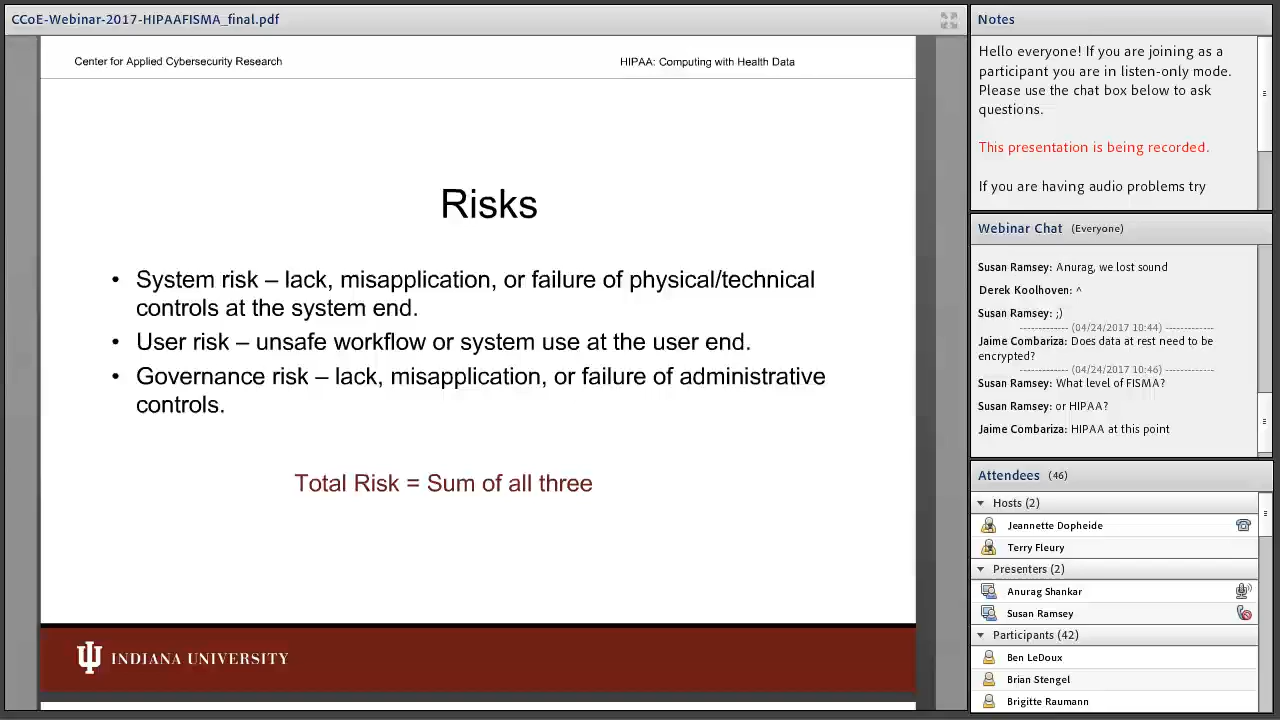 CCoE-Webinar-2017-HIPAAFISMA_final.pdf
Center for Applied Cybersecurity Research
HIPAA: Computing with Health Data
Risks
• System risk – lack, misapplication, or failure of physical/technical
controls at the system end.
• User risk – unsafe workflow or system use at the user end.
• Governance risk – lack, misapplication, or failure of administrative
controls.
Total Risk = Sum of all three
INDIANA UNIVERSITY
Notes
Hello everyone! If you are joining as a
participant you are in listen-only mode.
Please use the chat box below to ask
questions.
This presentation is being recorded.
If you are having audio problems try
Webinar Chat (Everyone)
Susan Ramsey: Anurag, we lost sound
Derek Koolhoven: ^
Susan Ramsey: ;)
------------- (04/24/2017 10:44) -------------
Jaime Combariza: Does data at rest need to be
encrypted?
------------- (04/24/2017 10:46) -------------
Susan Ramsey: What level of FISMA?
Susan Ramsey: or HIPAA?
Jaime Combariza: HIPAA at this point
Attendees (46)
Hosts (2)
Jeannette Dopheide
Terry Fleury
Presenters (2)
Anurag Shankar
Susan Ramsey
Participants (42)
Ben LeDoux
Brian Stengel
Brigitte Raumann